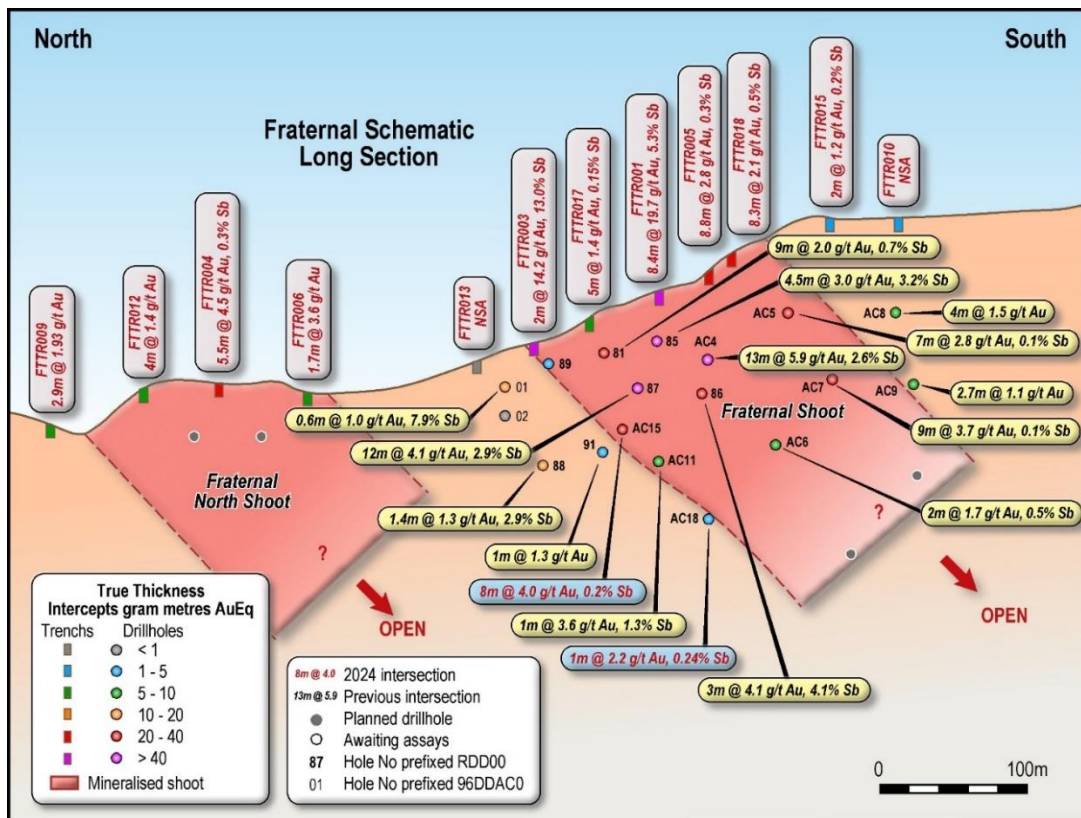 North
South
Fraternal Schematic
Long Section
FTTR009
2.9m @ 1.93 g/t Au
FTTR012
4m @ 1.4 g/t Au
FTTR004
5.5m @ 4.5 g/t Au, 0.3% Sb
FTTR006
1.7m @ 3.6 g/t Au
FTTR013
NSA
FTTR003
2m @ 14.2 g/t Au, 13.0% Sb
FTTR017
5m @ 1.4 g/t Au, 0.15% Sb
FTTR001
8.4m @ 19.7 g/t Au, 5.3% Sb
FTTR005
8.8m @ 2.8 g/t Au, 0.3% Sb
FTTR018
8.3m @ 2.1 g/t Au, 0.5% Sb
FTTR015
2m @ 1.2 g/t Au, 0.2% Sb
FTTR010
NSA
9m @ 2.0 g/t Au, 0.7% Sb
4.5m @ 3.0 g/t Au, 3.2% Sb
AC5
AC8
4m @ 1.5 g/t Au
7m @ 2.8 g/t Au, 0.1% Sb
81
85
AC4
13m @ 5.9 g/t Au, 2.6% Sb
89
01
87
86
AC7
AC9
2.7m @ 1.1 g/t Au
Fraternal Shoot
0.6m @ 1.0 g/t Au, 7.9% Sb
02
9m @ 3.7 g/t Au, 0.1% Sb
AC15
12m @ 4.1 g/t Au, 2.9% Sb
91
AC6
88
AC11
Fraternal
North Shoot
2m @ 1.7 g/t Au, 0.5% Sb
?
1.4m @ 1.3 g/t Au, 2.9% Sb
AC18
?
1m @ 1.3 g/t Au
8m @ 4.0 g/t Au, 0.2% Sb
OPEN
OPEN
1m @ 3.6 g/t Au, 1.3% Sb
1m @ 2.2 g/t Au, 0.24% Sb
3m @ 4.1 g/t Au, 4.1% Sb
True Thickness
Intercepts gram metres AuEq
Trenchs Drillholes
< 1
1 - 5
5 - 10
10 - 20
20 - 40
> 40
Mineralised shoot
8m @ 4.0 2024 intersection
13m @ 5.9 Previous intersection
Planned drillhole
Awaiting assays
87 Hole No prefixed RDD00
01 Hole No prefixed 96DDAC0
0 100m